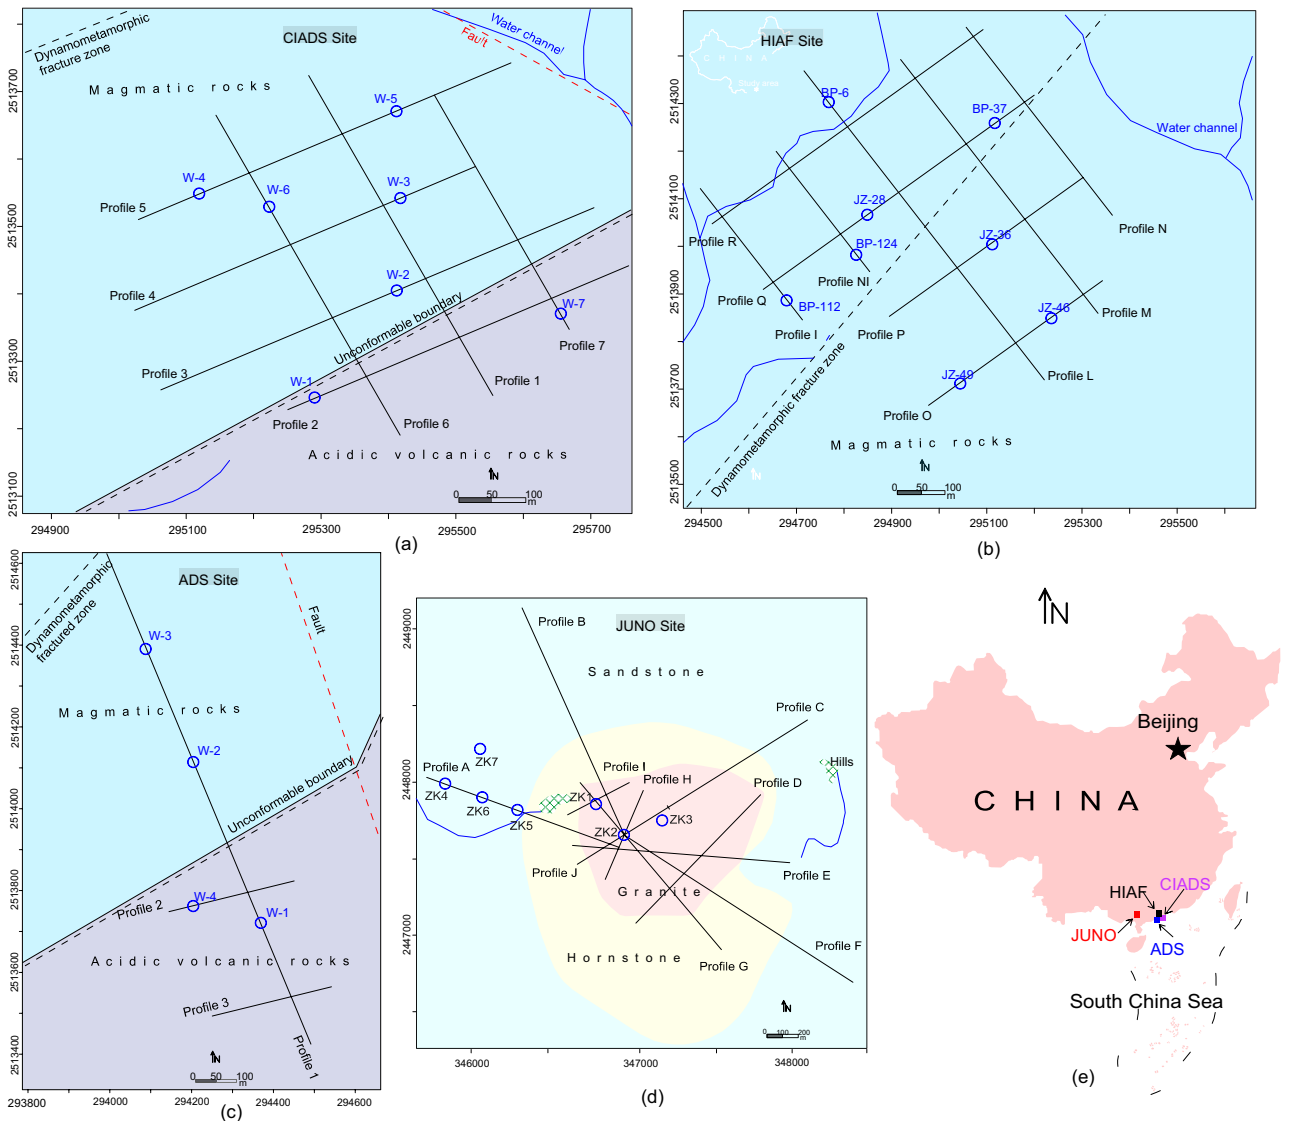 CIADS Site
Dynamometamorphic
fracture zone
Fault
Water channel
Magmatic rocks
W-5
W-4
W-6
W-3
Profile 5
Profile 4
W-2
Unconformable boundary
W-7
Profile 7
Profile 3
W-1
Profile 1
Profile 2
Profile 6
Acidic volcanic rocks
N
0 50 100
m
2513700
2513500
2513300
2513100
294900 295100 295300 295500 295700
(a)
HIAF Site
CHINA
Study area
BP-6
BP-37
Water channel
JZ-28
Profile N
Profile R
BP-124
JZ-36
Profile NI
Profile Q
BP-112
JZ-46
Profile M
Profile I
Profile P
Profile L
JZ-49
Profile O
Dynamometamorphic fracture zone
Magmatic rocks
N
N
0 50 100
m
2514300
2514100
2513900
2513700
2513500
294500 294700 294900 295100 295300 295500
(b)
ADS Site
Dynamometamorphic
fractured zone
Fault
W-3
Magmatic rocks
W-2
Unconformable boundary
W-4
Profile 2
W-1
Acidic volcanic rocks
Profile 3
Profile 1
N
0 50 100
m
2514600
2514400
2514200
2514000
2513800
2513600
2513400
293800 294000 294200 294400 294600
(c)
JUNO Site
Profile B
Sandstone
Profile C
ZK7
Profile A
Profile I
Profile H
Profile D
Hills
ZK4
ZK6
ZK1
ZK5
ZK2
ZK3
Profile J
Profile E
Granite
Profile F
Hornstone
Profile G
N
0 100 200
m
2449000
2448000
2447000
346000 347000 348000
(d)
N
Beijing
CHINA
HIAF
CIADS
JUNO
ADS
South China Sea
(e)